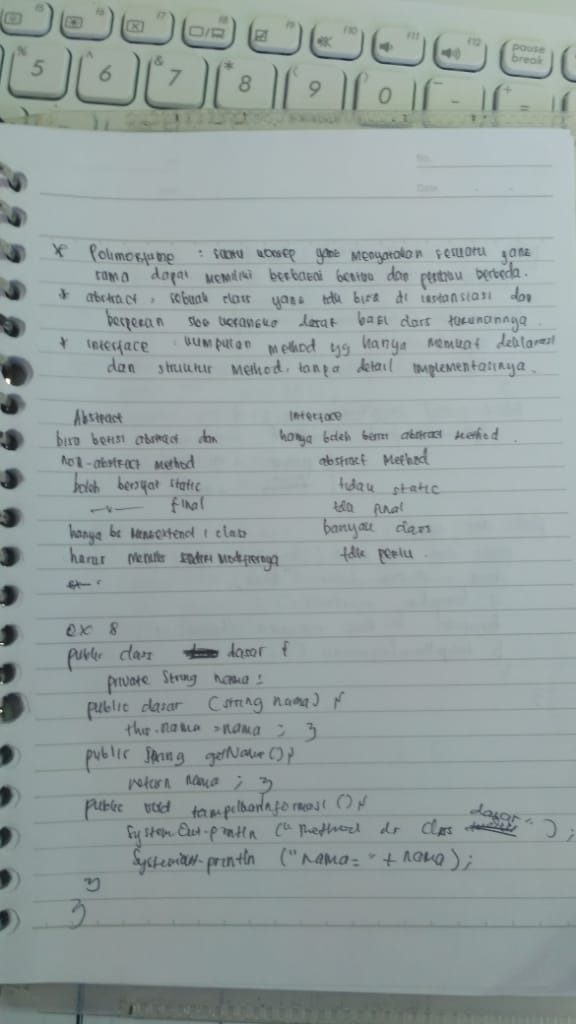 F5 F6 F7 F8 F9 F10 F11 F12 pause break
% 5 ^ 6 & 7 * 8 ( 9 ) 0 _ - + =
No.
Date
* Polimorfisme : suatu konsep yang menyatakan sesuatu yang
sama dapat memiliki berbagai bentuk dan perilaku berbeda.
* abstract, sebuah class yang tdk bisa di instansiasi dan
berperan sbg kerangka dasar bagi class turunannya.
* interface : kumpulan method yg hanya memuat deklarasi
dan struktur method, tanpa detail implementasinya.
Abstract Interface
bisa berisi abstract dan hanya boleh berisi abstract method.
non-abstract method abstract method
boleh bersifat static tidak static
final tdk final
hanya bs mengextend 1 class banyak class
harus menulis sendiri modifiernya tdk perlu.
ex 8
public class dasar {
private String nama;
public dasar (string nama) {
this.nama = nama ; }
public String getName () {
return nama ; }
public void tampilkanInformasi () {
System.Out.println ("method dr class dasar") ;
System.out.println ("nama=" + nama);
}
}